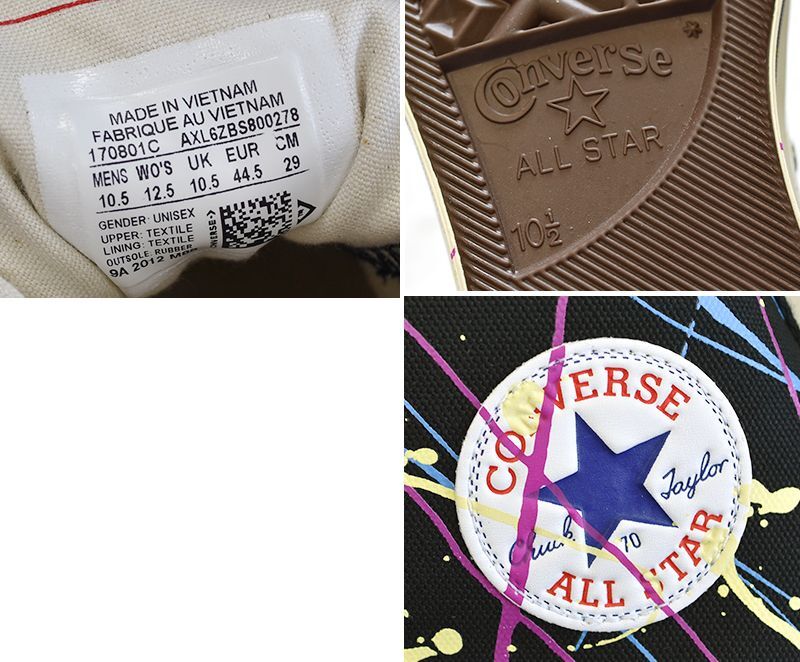 MADE IN VIETNAM
FABRIQUE AU VIETNAM
170801C AXL6ZBS800278
MENS WO'S UK EUR CM
10.5 12.5 10.5 44.5 29
GENDER: UNISEX
UPPER: TEXTILE
LINING: TEXTILE
OUTSOLE: RUBBER
9A 2012
CONVERSE
Converse
ALL STAR
10½
CONVERSE
Chuck Taylor
70
ALL STAR